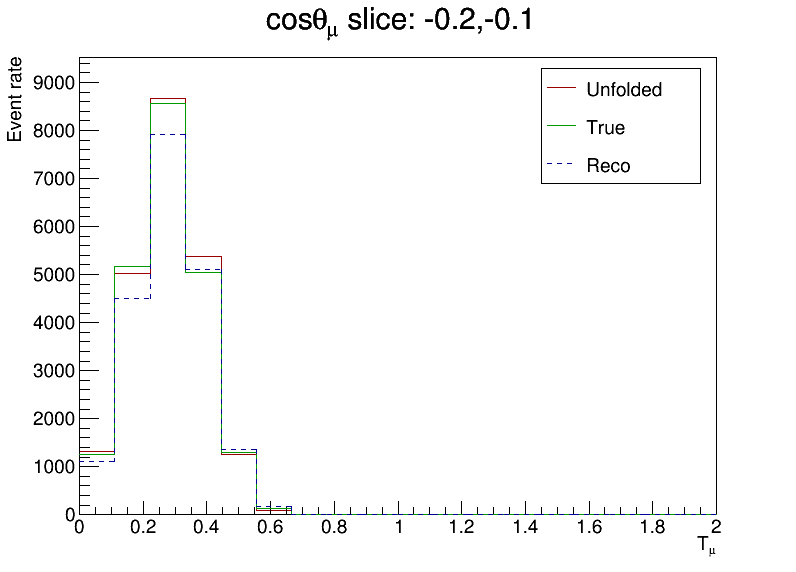 cosθμ slice: -0.2,-0.1
Event rate
9000
8000
7000
6000
5000
4000
3000
2000
1000
0
Unfolded
True
Reco
0 0.2 0.4 0.6 0.8 1 1.2 1.4 1.6 1.8 2
Tμ